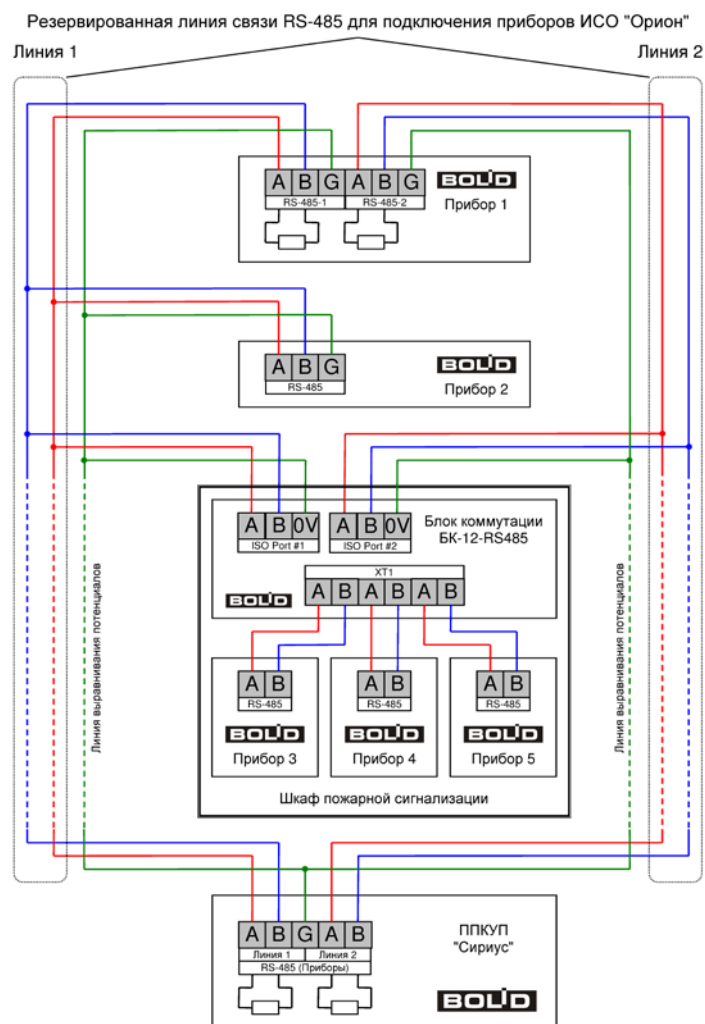 Резервированная линия связи RS-485 для подключения приборов ИСО "Орион"
Линия 1
Линия 2
A B G A B G
RS-485-1 RS-485-2
BOLID
Прибор 1
A B G
RS-485
BOLID
Прибор 2
A B 0V A B 0V
ISO Port #1 ISO Port #2
Блок коммутации
БК-12-RS485
XT1
A B A B A B
BOLID
Линия выравнивания потенциалов
Линия выравнивания потенциалов
A B
RS-485
BOLID
Прибор 3
A B
RS-485
BOLID
Прибор 4
A B
RS-485
BOLID
Прибор 5
Шкаф пожарной сигнализации
A B G A B
Линия 1 Линия 2
RS-485 (Приборы)
ППКУП
"Сириус"
BOLID